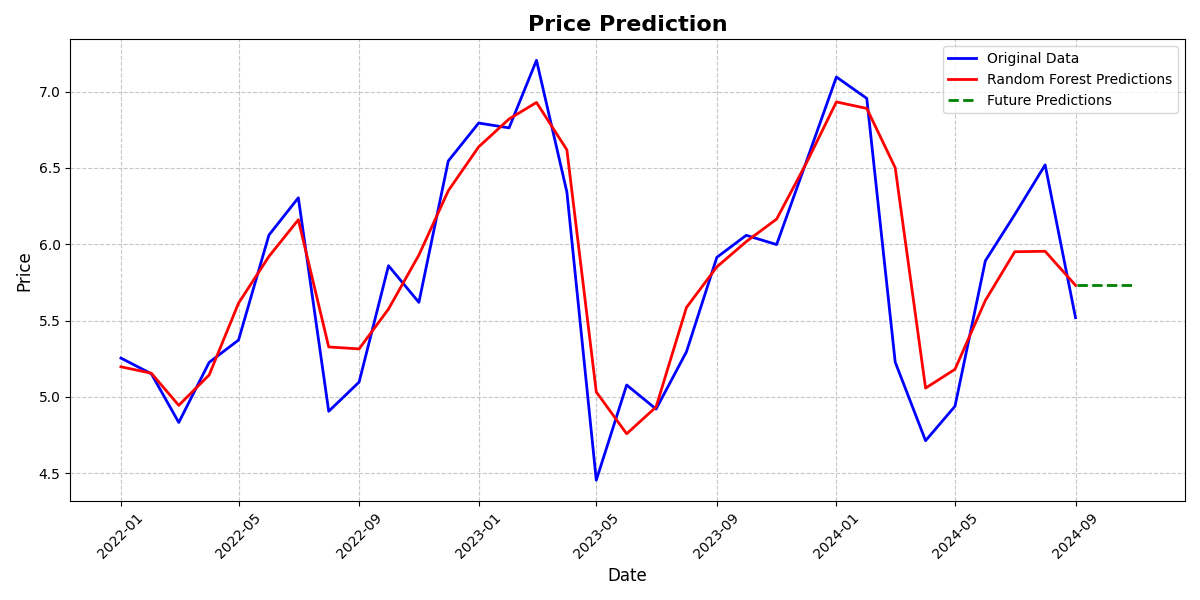 Price Prediction
Original Data
Random Forest Predictions
Future Predictions
Price
7.0
6.5
6.0
5.5
5.0
4.5
2022-01
2022-05
2022-09
2023-01
2023-05
2023-09
2024-01
2024-05
2024-09
Date